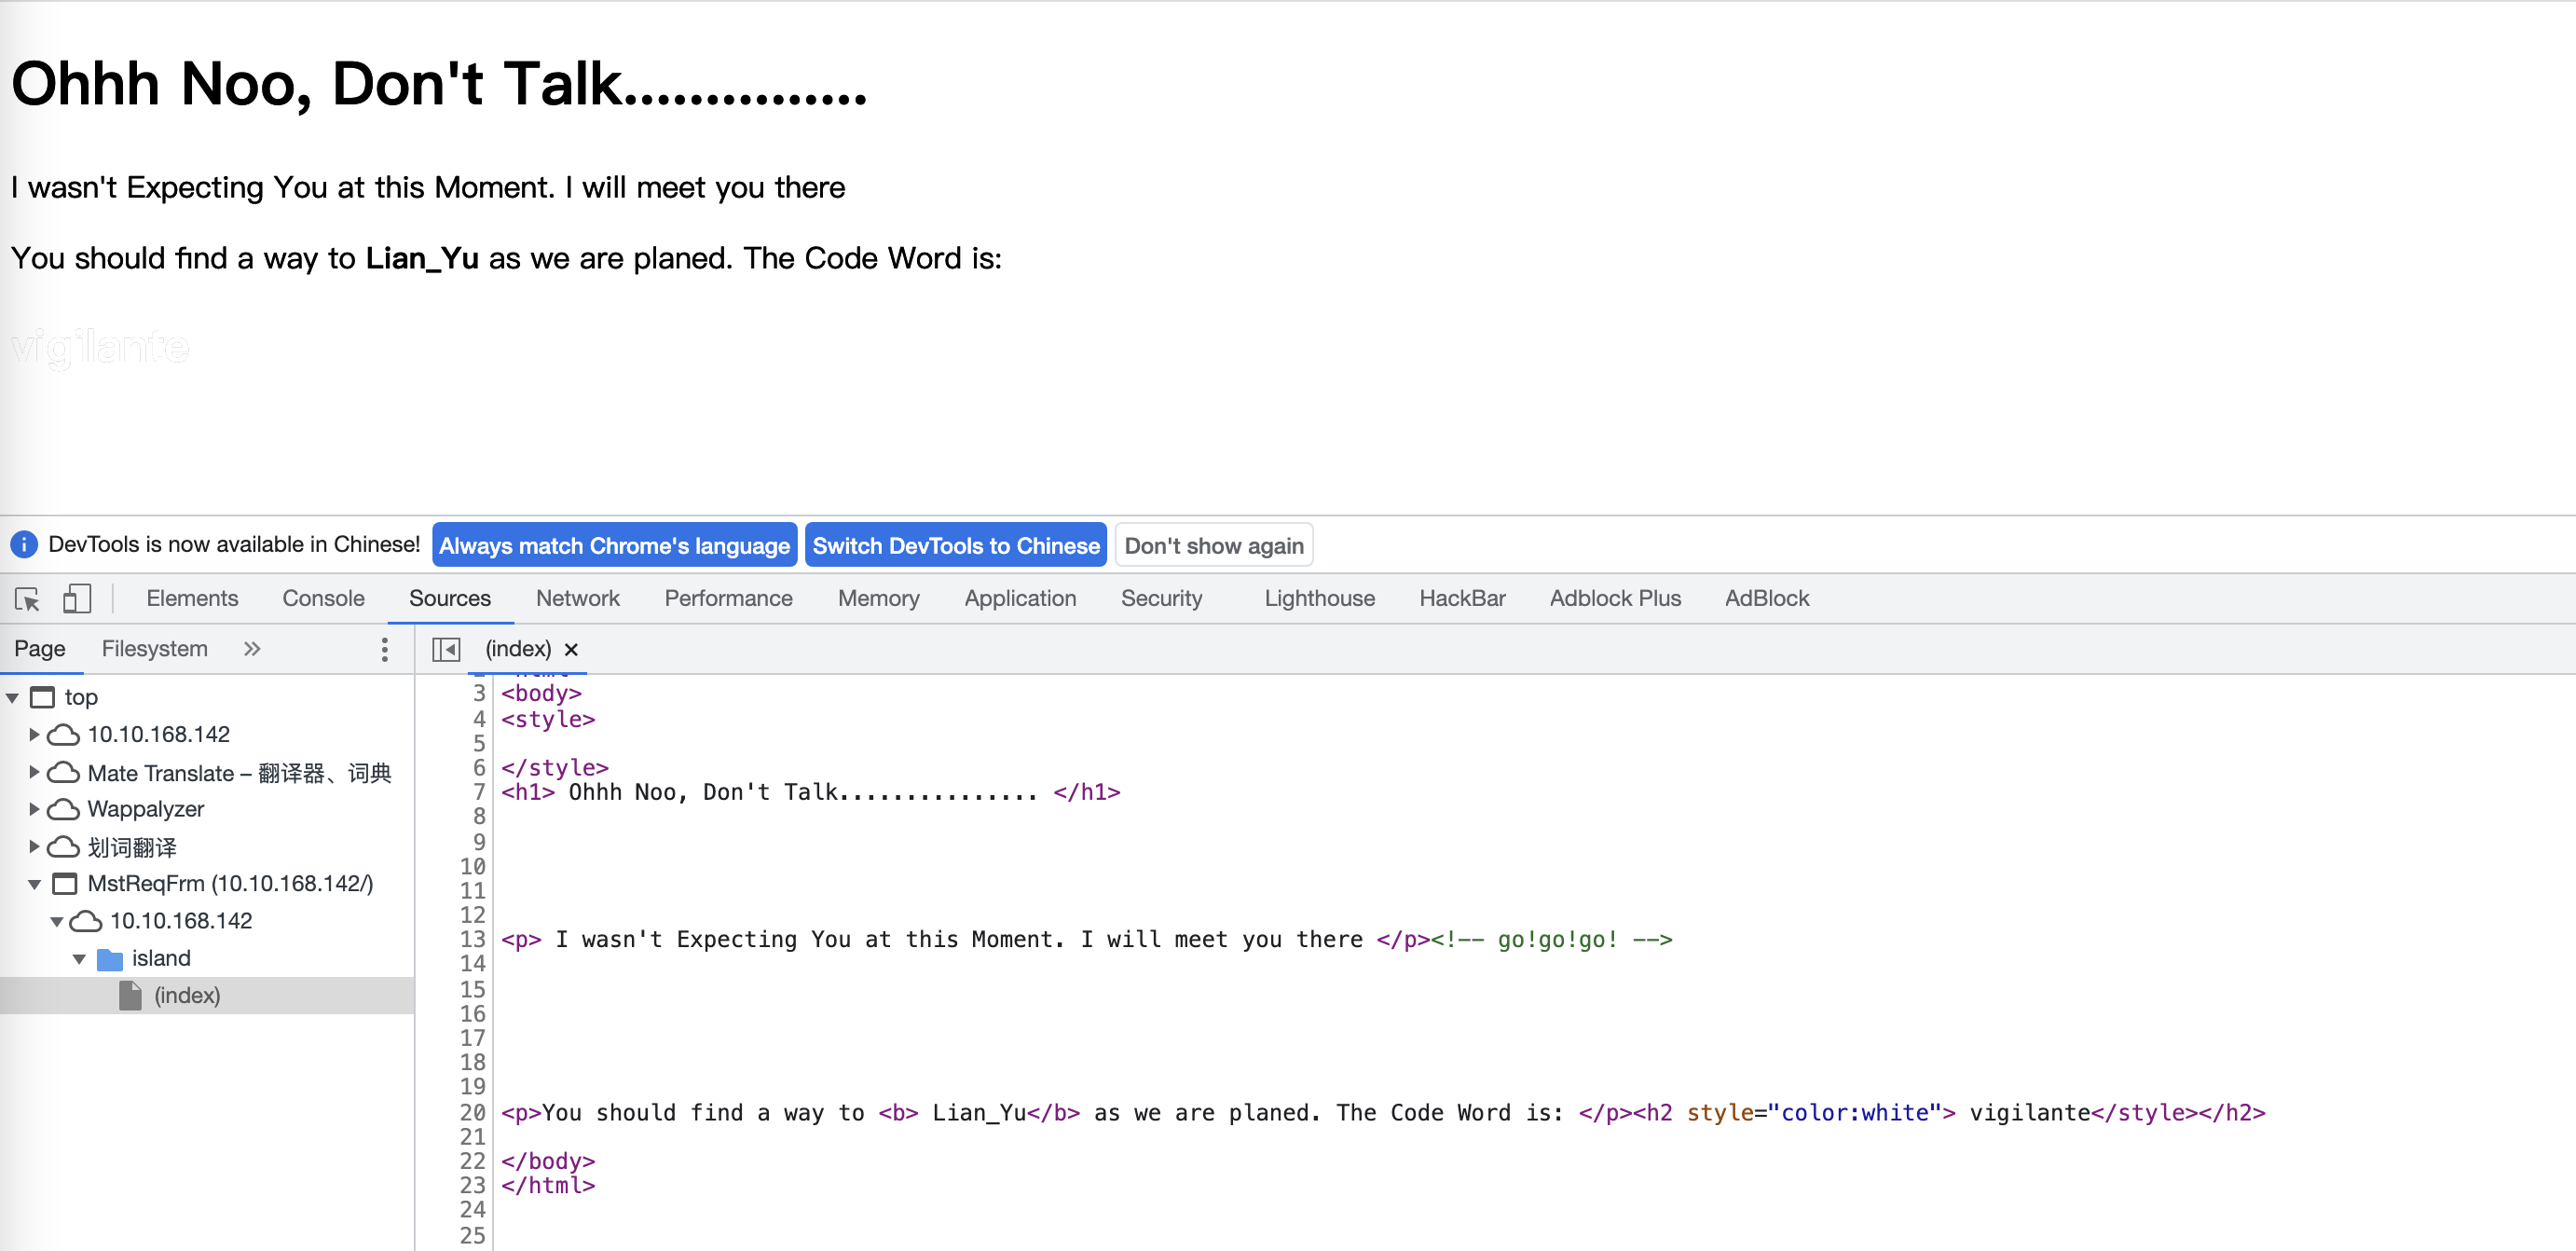 Ohhh Noo, Don't Talk...............
I wasn't Expecting You at this Moment. I will meet you there
You should find a way to Lian_Yu as we are planed. The Code Word is:
vigilante
DevTools is now available in Chinese! Always match Chrome's language Switch DevTools to Chinese Don't show again
Elements Console Sources Network Performance Memory Application Security Lighthouse HackBar Adblock Plus AdBlock
Page Filesystem » (index) ×
top
10.10.168.142
Mate Translate – 翻译器、词典
Wappalyzer
划词翻译
MstReqFrm (10.10.168.142/)
10.10.168.142
island
(index)
3 <body>
4 <style>
5
6 </style>
7 <h1> Ohhh Noo, Don't Talk............... </h1>
8
9
10
11
12
13 <p> I wasn't Expecting You at this Moment. I will meet you there </p><!-- go!go!go! -->
14
15
16
17
18
19
20 <p>You should find a way to <b> Lian_Yu</b> as we are planed. The Code Word is: </p><h2 style="color:white"> vigilante</style></h2>
21
22 </body>
23 </html>
24
25